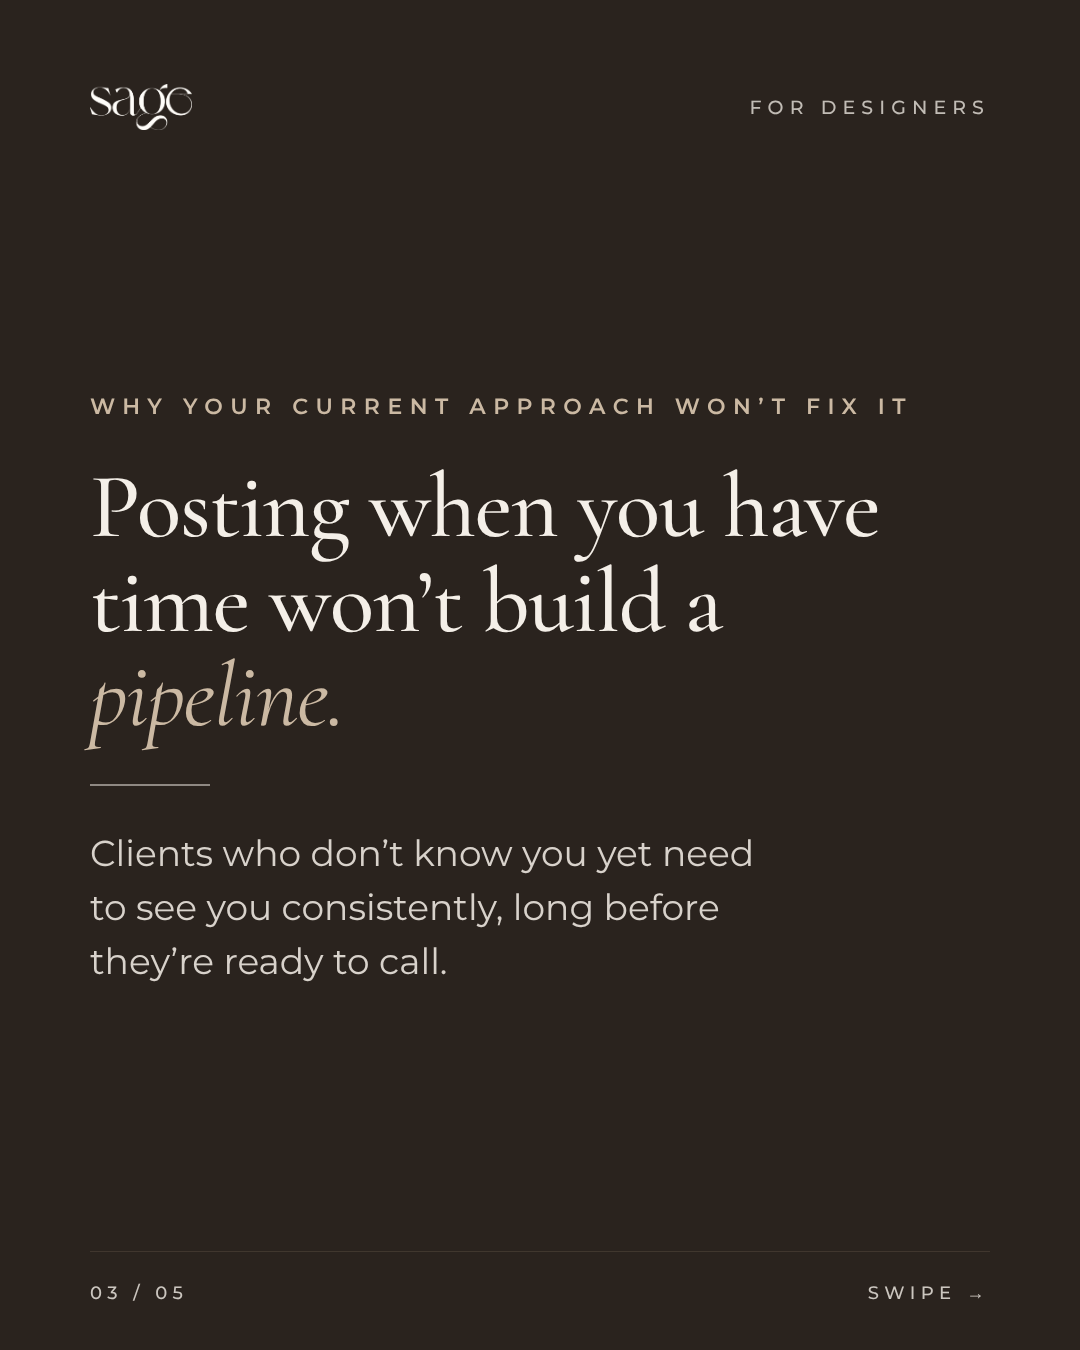 sage
FOR DESIGNERS
WHY YOUR CURRENT APPROACH WON’T FIX IT
Posting when you have
time won’t build a
pipeline.
Clients who don’t know you yet need
to see you consistently, long before
they’re ready to call.
03 / 05
SWIPE →